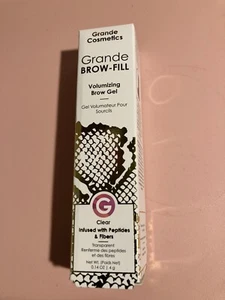 Grande
Cosmetics
Grande
BROW-FILL
Volumizing
Brow Gel
Gel Volumateur Pour
Sourcils
G
Clear
Infused with Peptides
& Fibers
Transparent
Renfermé des peptides
et des fibres
Net Wt. (Poids Net)
0.14 OZ | 4 g